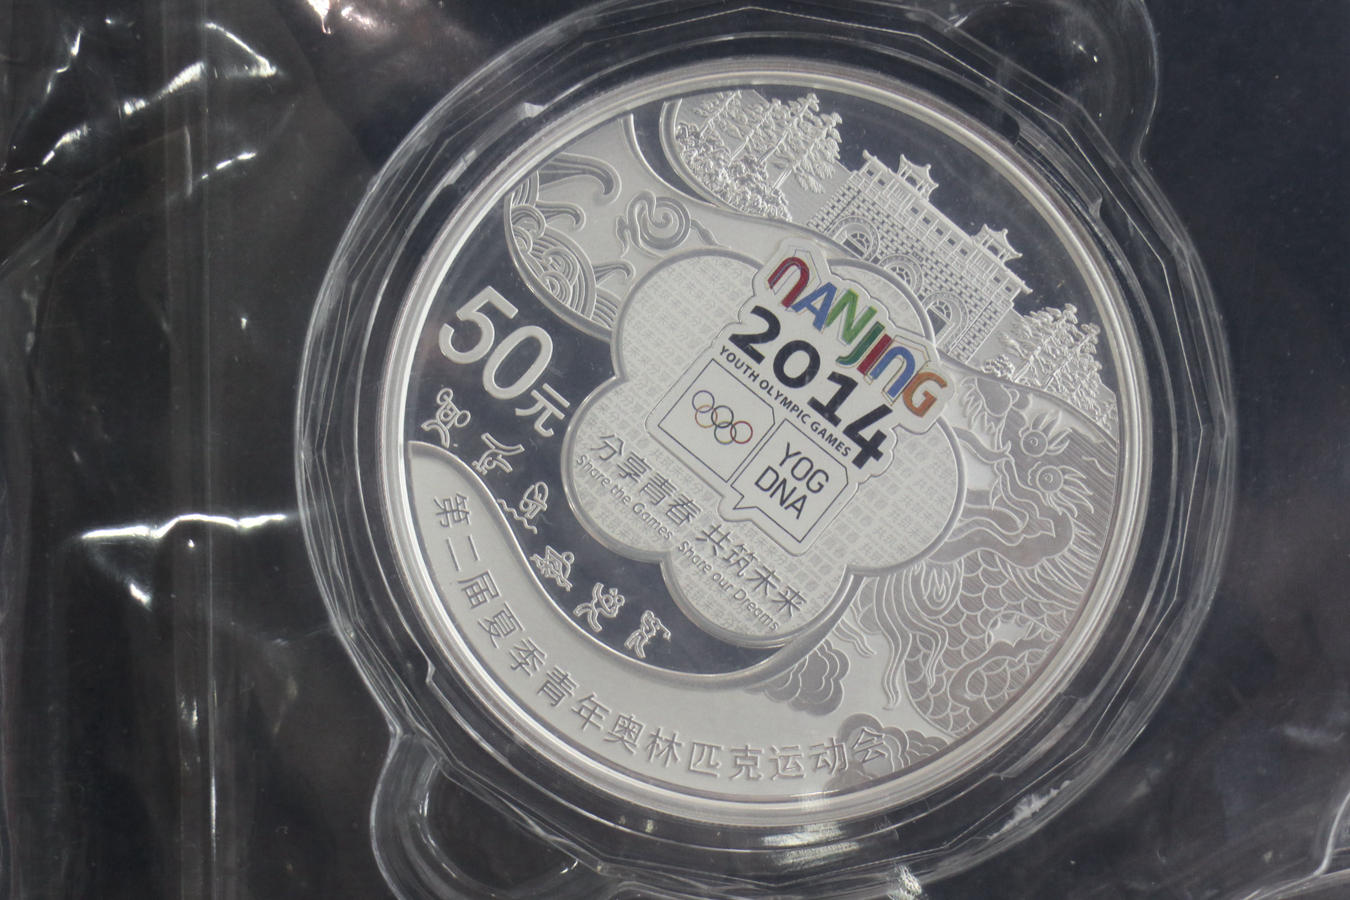 NANJING
2014
YOUTH OLYMPIC GAMES
YOG
DNA
分享青春 共筑未来
Share the Games Share our Dreams
50元
第二届夏季青年奥林匹克运动会